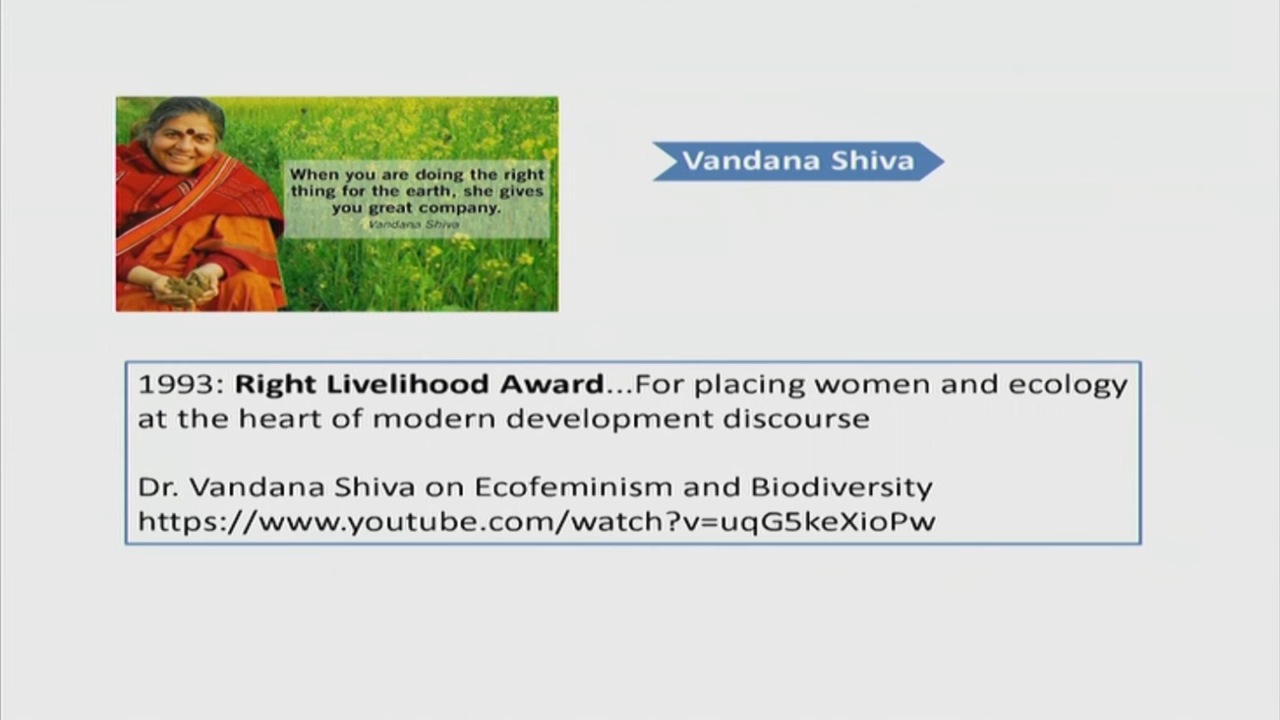 When you are doing the right
thing for the earth, she gives
you great company.
Vandana Shiva
Vandana Shiva
1993: Right Livelihood Award...For placing women and ecology
at the heart of modern development discourse
Dr. Vandana Shiva on Ecofeminism and Biodiversity
https://www.youtube.com/watch?v=uqG5keXioPw